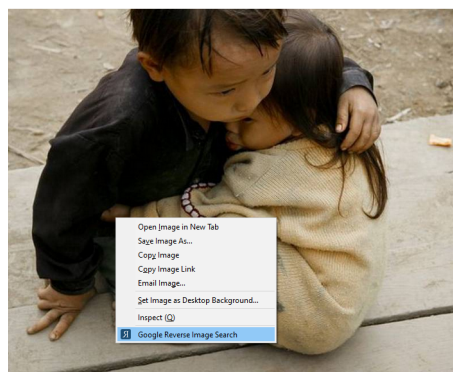 Open Image in New Tab
Save Image As...
Copy Image
Copy Image Link
Email Image...
Set Image as Desktop Background...
Inspect (Q)
Google Reverse Image Search